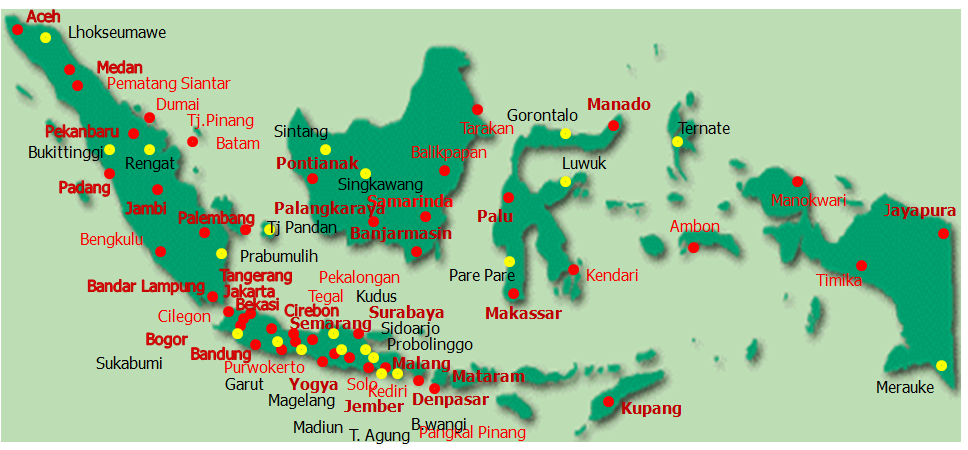 Aceh
Lhokseumawe
Medan
Pematang Siantar
Dumai
Tj.Pinang
Pekanbaru
Batam
Bukittinggi
Rengat
Padang
Jambi
Palembang
Bengkulu
Tj Pandan
Prabumulih
Bandar Lampung
Sintang
Pontianak
Singkawang
Palangkaraya
Samarinda
Banjarmasin
Balikpapan
Tarakan
Gorontalo
Manado
Luwuk
Palu
Pare Pare
Kendari
Makassar
Ternate
Ambon
Manokwari
Jayapura
Timika
Merauke
Tangerang
Jakarta
Bekasi
Cilegon
Bogor
Sukabumi
Bandung
Cirebon
Pekalongan
Tegal
Kudus
Semarang
Surabaya
Sidoarjo
Probolinggo
Purwokerto
Garut
Yogya
Magelang
Solo
Kediri
Malang
Jember
Madiun
T. Agung
B.wangi
Denpasar
Mataram
Pangkal Pinang
Kupang